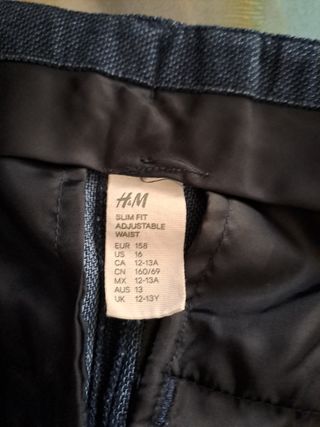 H&M
SLIM FIT
ADJUSTABLE
WAIST
EUR 158
US 16
CA 12-13A
CN 160/69
MX 12-13A
AUS 13
UK 12-13Y